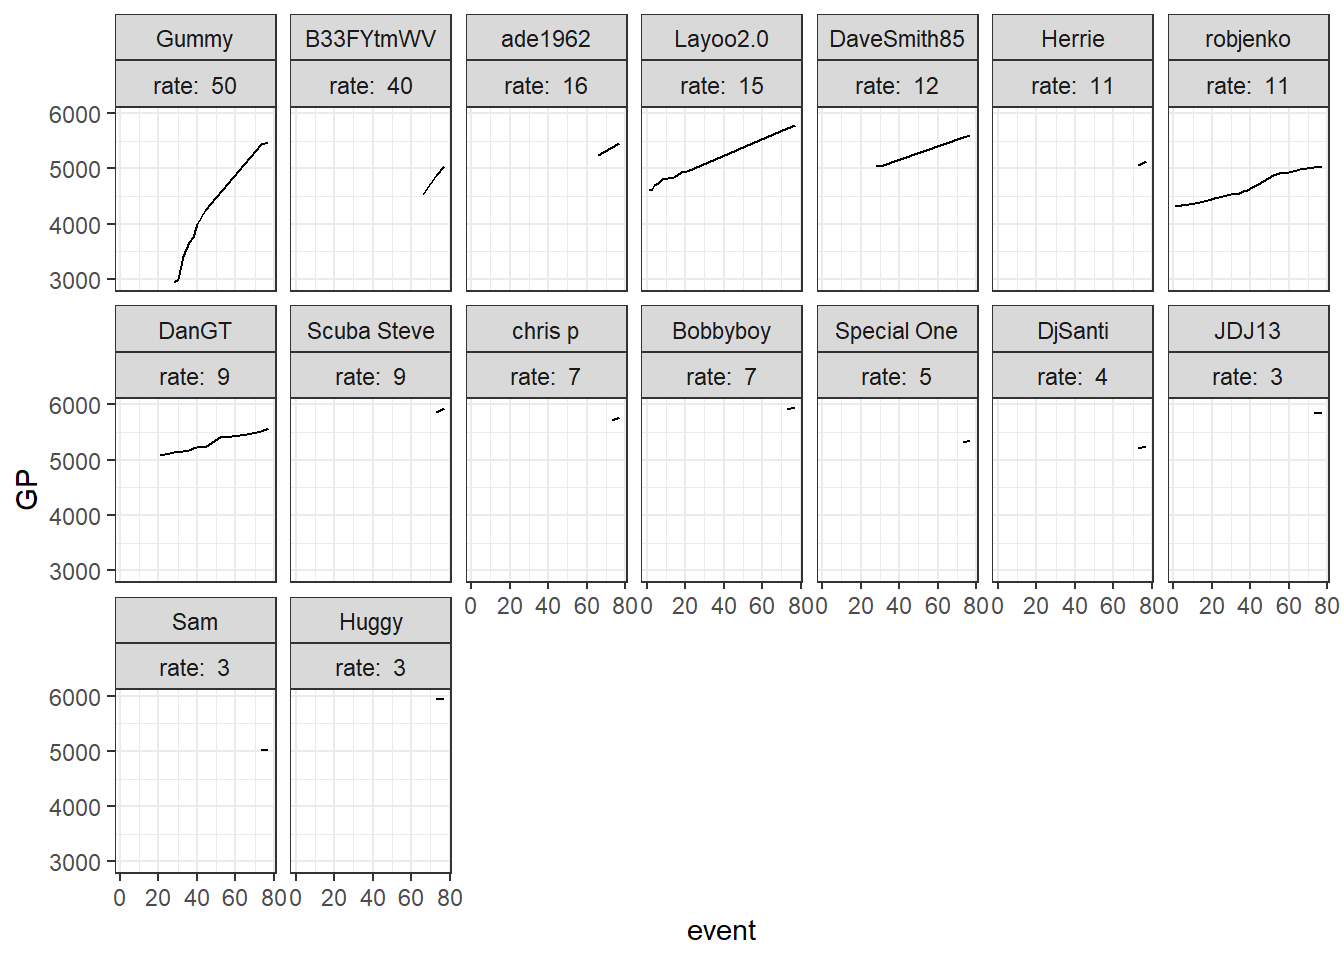 Gummy B33FYtmWV ade1962 Layoo2.0 DaveSmith85 Herrie robjenko
rate: 50 rate: 40 rate: 16 rate: 15 rate: 12 rate: 11 rate: 11
6000
5000
4000
3000
DanGT Scuba Steve chris p Bobbyboy Special One DjSanti JDJ13
rate: 9 rate: 9 rate: 7 rate: 7 rate: 5 rate: 4 rate: 3
6000
5000
4000
3000
GP
0 20 40 60 80 0 20 40 60 80 0 20 40 60 80 0 20 40 60 80 0 20 40 60 80
Sam Huggy
rate: 3 rate: 3
6000
5000
4000
3000
0 20 40 60 80 0 20 40 60 80
event